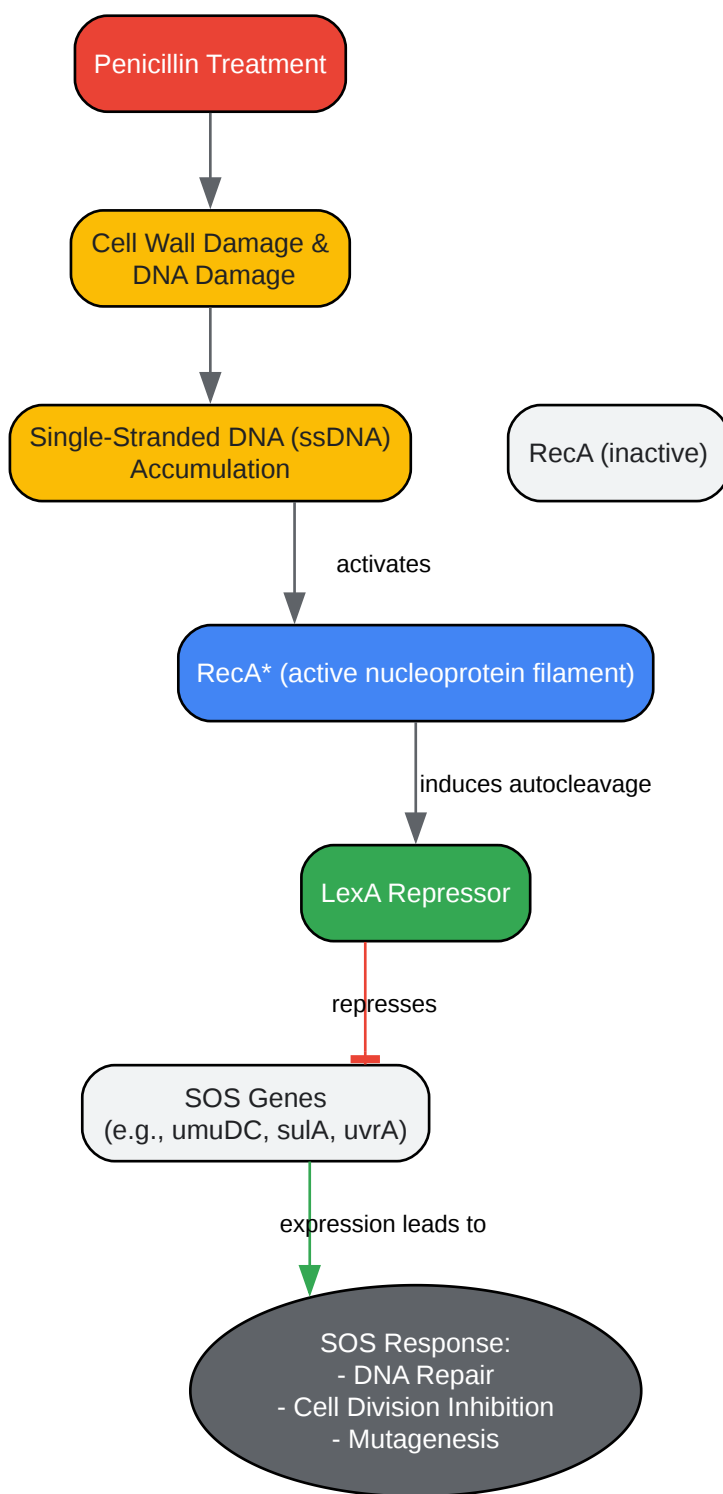 Penicillin Treatment
Cell Wall Damage &
DNA Damage
Single-Stranded DNA (ssDNA)
Accumulation
RecA (inactive)
activates
RecA* (active nucleoprotein filament)
induces autocleavage
LexA Repressor
represses
SOS Genes
(e.g., umuDC, sulA, uvrA)
expression leads to
SOS Response:
- DNA Repair
- Cell Division Inhibition
- Mutagenesis